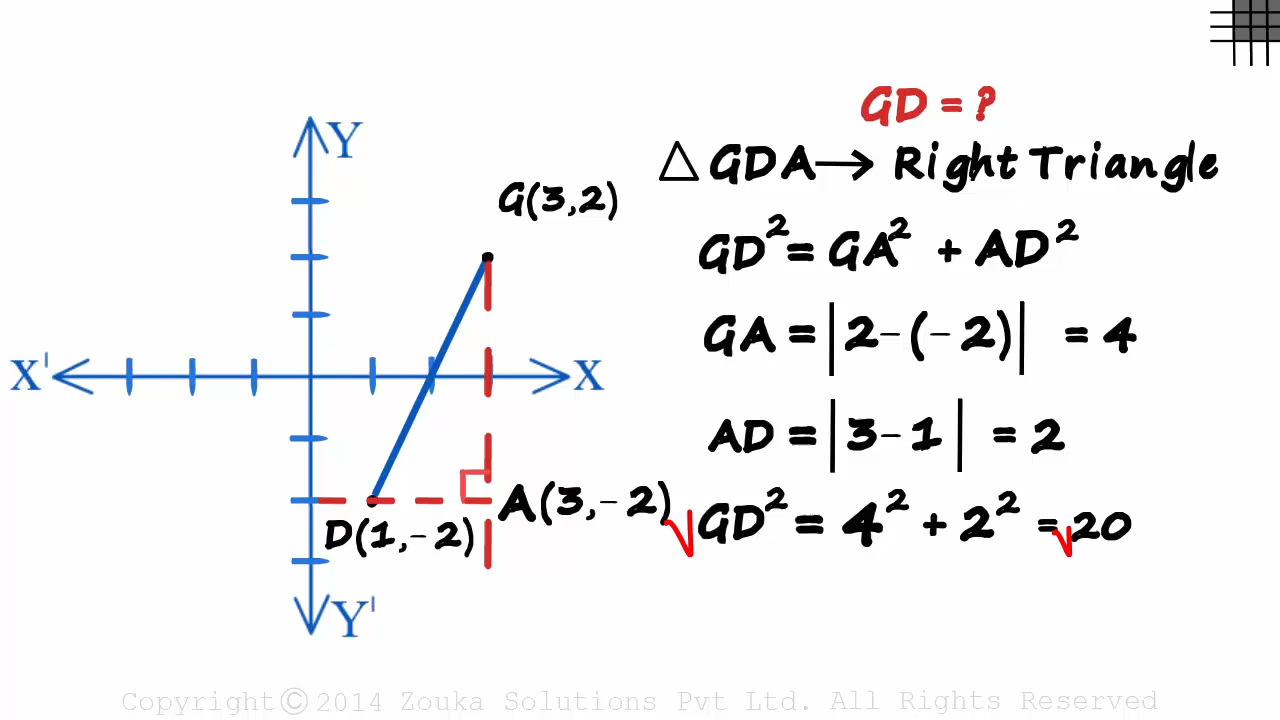 GD = ?
△ GDA → Right Triangle
Y
G(3,2)
GD² = GA² + AD²
GA = |2-(-2)| = 4
X'
X
AD = |3-1| = 2
A(3,-2)
D(1,-2)
√GD² = 4² + 2² = √20
Y'
Copyright© 2014 Zouka Solutions Pvt Ltd. All Rights Reserved